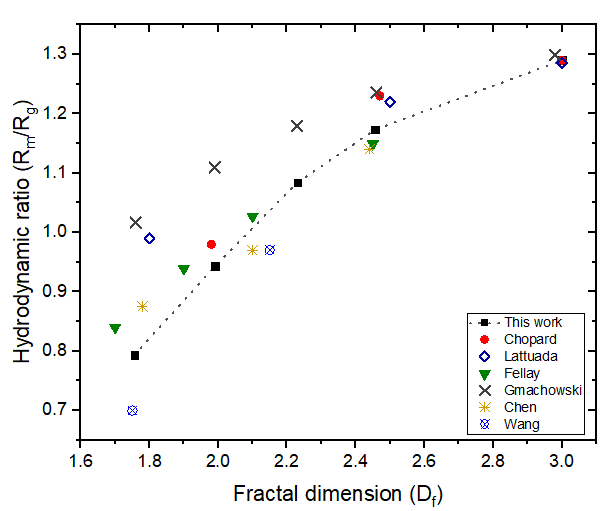 1.3
1.2
1.1
1.0
0.9
0.8
0.7
Hydrodynamic ratio (Rm/Rg)
This work
Chopard
Lattuada
Fellay
Gmachowski
Chen
Wang
1.6 1.8 2.0 2.2 2.4 2.6 2.8 3.0
Fractal dimension (Df)